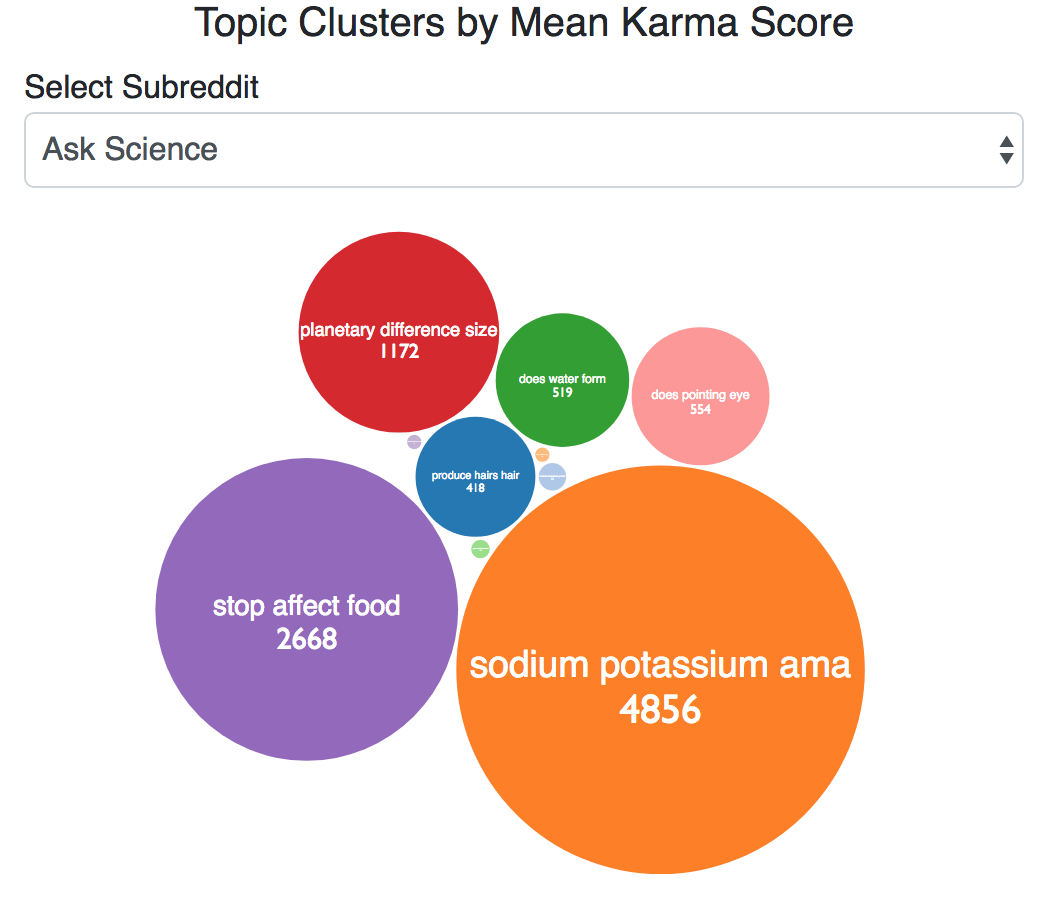 Topic Clusters by Mean Karma Score
Select Subreddit
Ask Science
planetary difference size
1172
does water form
519
does pointing eye
554
produce hairs hair
418
stop affect food
2668
sodium potassium ama
4856